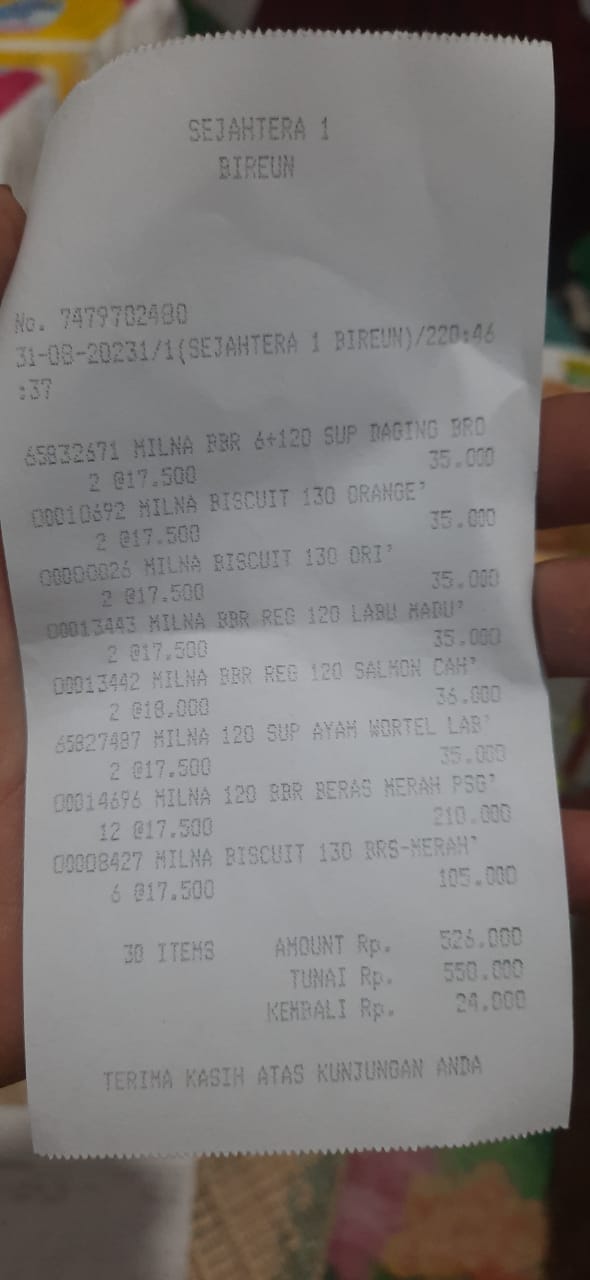 SEJAHTERA 1
BIREUN
No. 7479702480
31-08-20231/1(SEJAHTERA 1 BIREUN)/220:46
:37
65832671 MILNA BBR 6+120 SUP DAGING BRO
2 @17.500 35.000
00010692 MILNA BISCUIT 130 ORANGE'
2 @17.500 35.000
00000026 MILNA BISCUIT 130 ORI'
2 @17.500 35.000
00013443 MILNA BBR REG 120 LABU MADU'
2 @17.500 35.000
00013442 MILNA BBR REG 120 SALMON CAH'
2 @18.000 36.000
65827487 MILNA 120 SUP AYAM WORTEL LAB'
2 @17.500 35.000
00014696 MILNA 120 BBR BERAS MERAH PSG'
12 @17.500 210.000
00008427 MILNA BISCUIT 130 BRS-MERAH'
6 @17.500 105.000
30 ITEMS AMOUNT Rp. 526.000
TUNAI Rp. 550.000
KEMBALI Rp. 24.000
TERIMA KASIH ATAS KUNJUNGAN ANDA